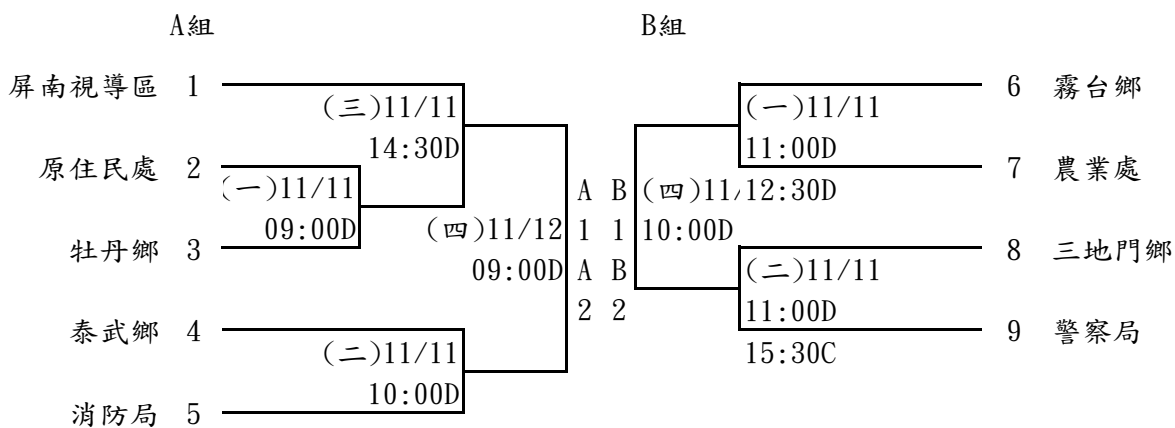 A組 B組
屏南視導區 1
6 霧台鄉
(三)11/11
(一)11/11
14:30D
11:00D
原住民處 2
7 農業處
(一)11/11
A B
(四)11/12:30D
09:00D
(四)11/12
1 1
10:00D
牡丹鄉 3
8 三地門鄉
09:00D
A B
(二)11/11
2 2
11:00D
泰武鄉 4
9 警察局
(二)11/11
15:30C
10:00D
消防局 5